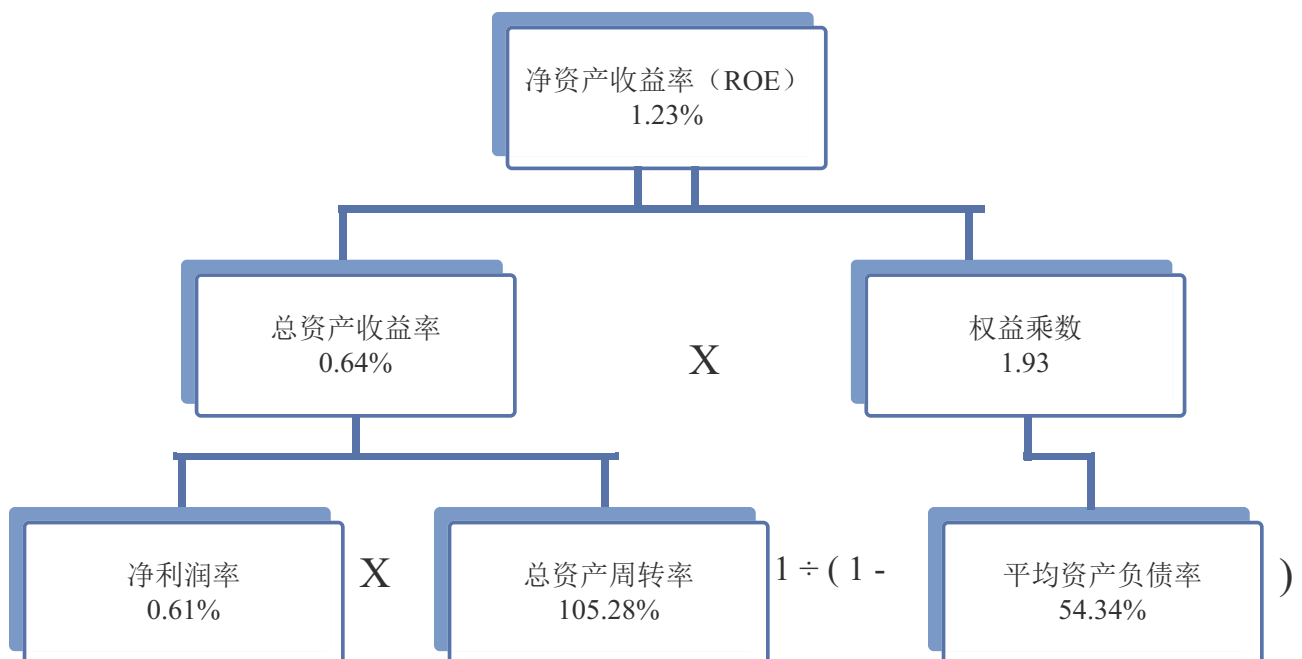 净资产收益率（ROE）
1.23%
总资产收益率
0.64%
X
权益乘数
1.93
净利润率
0.61%
X
总资产周转率
105.28%
1 ÷ ( 1 -
平均资产负债率
54.34%
)